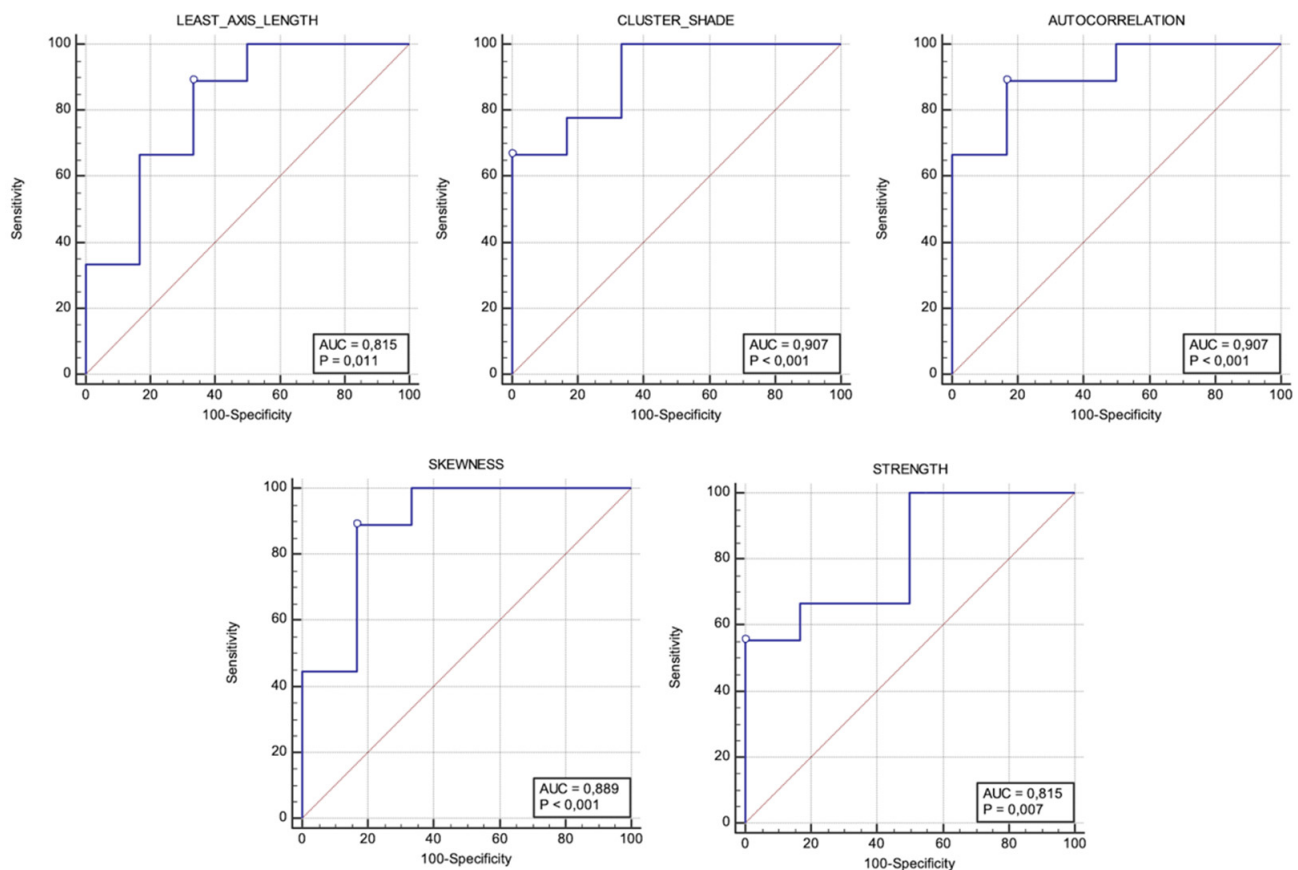 LEAST_AXIS_LENGTH
100
80
60
40
20
0
Sensitivity
AUC = 0,815
P = 0,011
0 20 40 60 80 100
100-Specificity
CLUSTER_SHADE
100
80
60
40
20
0
Sensitivity
AUC = 0,907
P < 0,001
0 20 40 60 80 100
100-Specificity
AUTOCORRELATION
100
80
60
40
20
0
Sensitivity
AUC = 0,907
P < 0,001
0 20 40 60 80 100
100-Specificity
SKEWNESS
100
80
60
40
20
0
Sensitivity
AUC = 0,889
P < 0,001
0 20 40 60 80 100
100-Specificity
STRENGTH
100
80
60
40
20
0
Sensitivity
AUC = 0,815
P = 0,007
0 20 40 60 80 100
100-Specificity